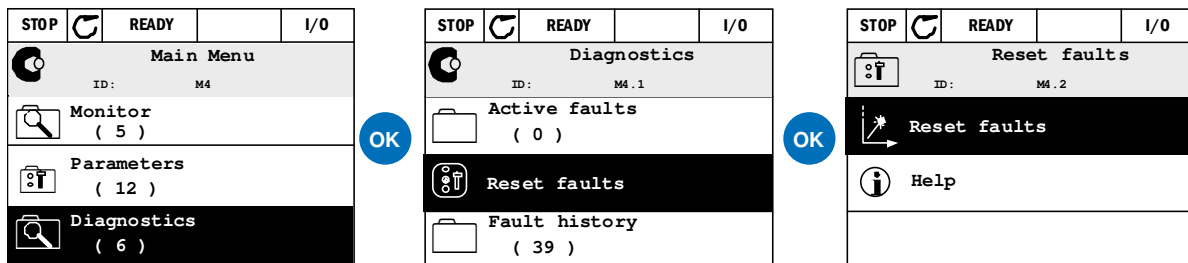 STOP READY I/O
Main Menu
ID: M4
Monitor
( 5 )
Parameters
( 12 )
Diagnostics
( 6 )
OK
STOP READY I/O
Diagnostics
ID: M4.1
Active faults
( 0 )
Reset faults
Fault history
( 39 )
OK
STOP READY I/O
Reset faults
ID: M4.2
Reset faults
Help